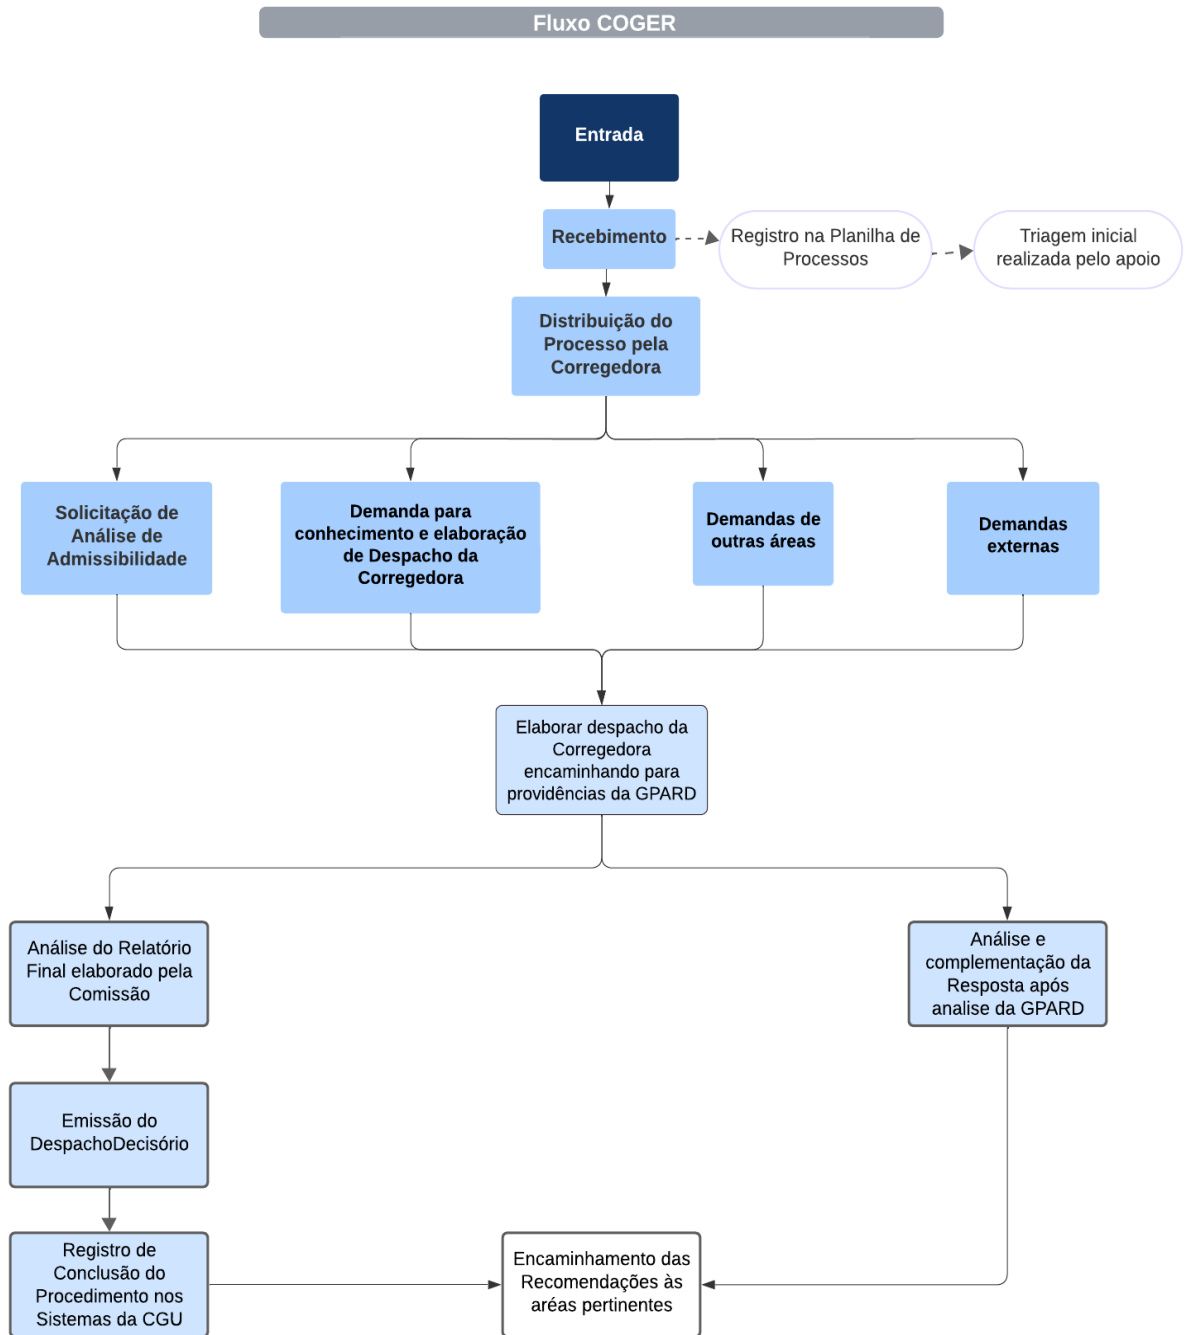 Fluxo COGER
Entrada
Recebimento
Registro na Planilha de
Processos
Triagem inicial
realizada pelo apoio
Distribuição do
Processo pela
Corregedora
Solicitação de
Análise de
Admissibilidade
Demanda para
conhecimento e elaboração
de Despacho da
Corregedora
Demandas de
outras áreas
Demandas
externas
Elaborar despacho da
Corregedora
encaminhando para
providências da GPARD
Análise do Relatório
Final elaborado pela
Comissão
Análise e
complementação da
Resposta após
analise da GPARD
Emissão do
DespachoDecisório
Registro de
Conclusão do
Procedimento nos
Sistemas da CGU
Encaminhamento das
Recomendações às
aréas pertinentes